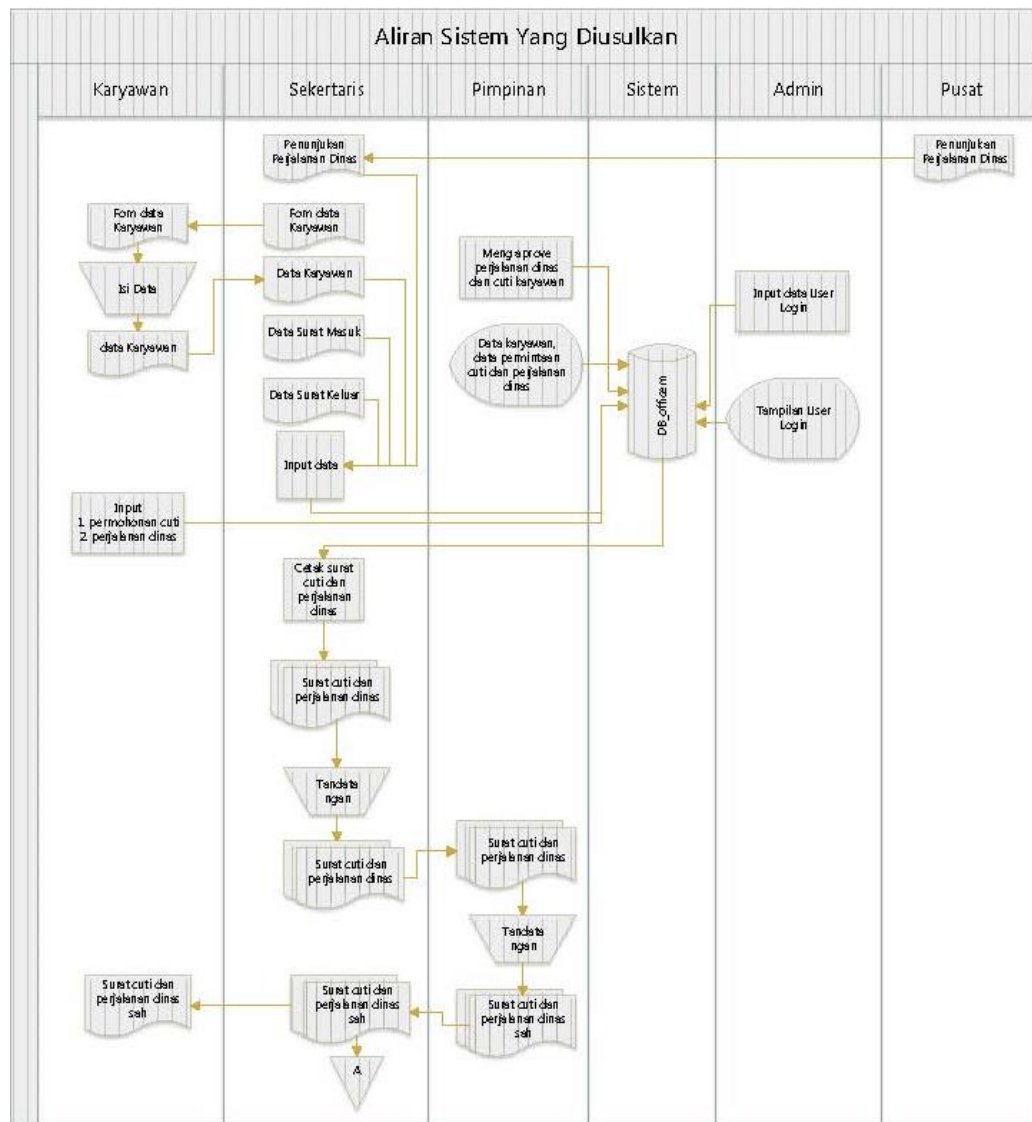 Aliran Sistem Yang Diusulkan
Karyawan
Sekertaris
Pimpinan
Sistem
Admin
Pusat
Penunjukan
Perjalanan Dinas
Penunjukan
Perjalanan Dinas
Form data
Karyawan
Form data
Karyawan
Isi Data
data Karyawan
Data Karyawan
Data Surat Masuk
Data Surat Keluar
Input data
Mengaprove
perjalanan dinas
dan cuti karyawan
Data karyawan,
data permintaan
cuti dan perjalanan
dinas
DB_officem
Input data User
Login
Tampilan User
Login
Input
1. permohonan cuti
2. perjalanan dinas
Cetak surat
cuti dan
perjalanan
dinas
Surat cuti dan
perjalanan dinas
Tandata
ngan
Surat cuti dan
perjalanan dinas
Surat cuti dan
perjalanan dinas
Tandata
ngan
Surat cuti dan
perjalanan dinas
sah
Surat cuti dan
perjalanan dinas
sah
Surat cuti dan
perjalanan dinas
sah
A